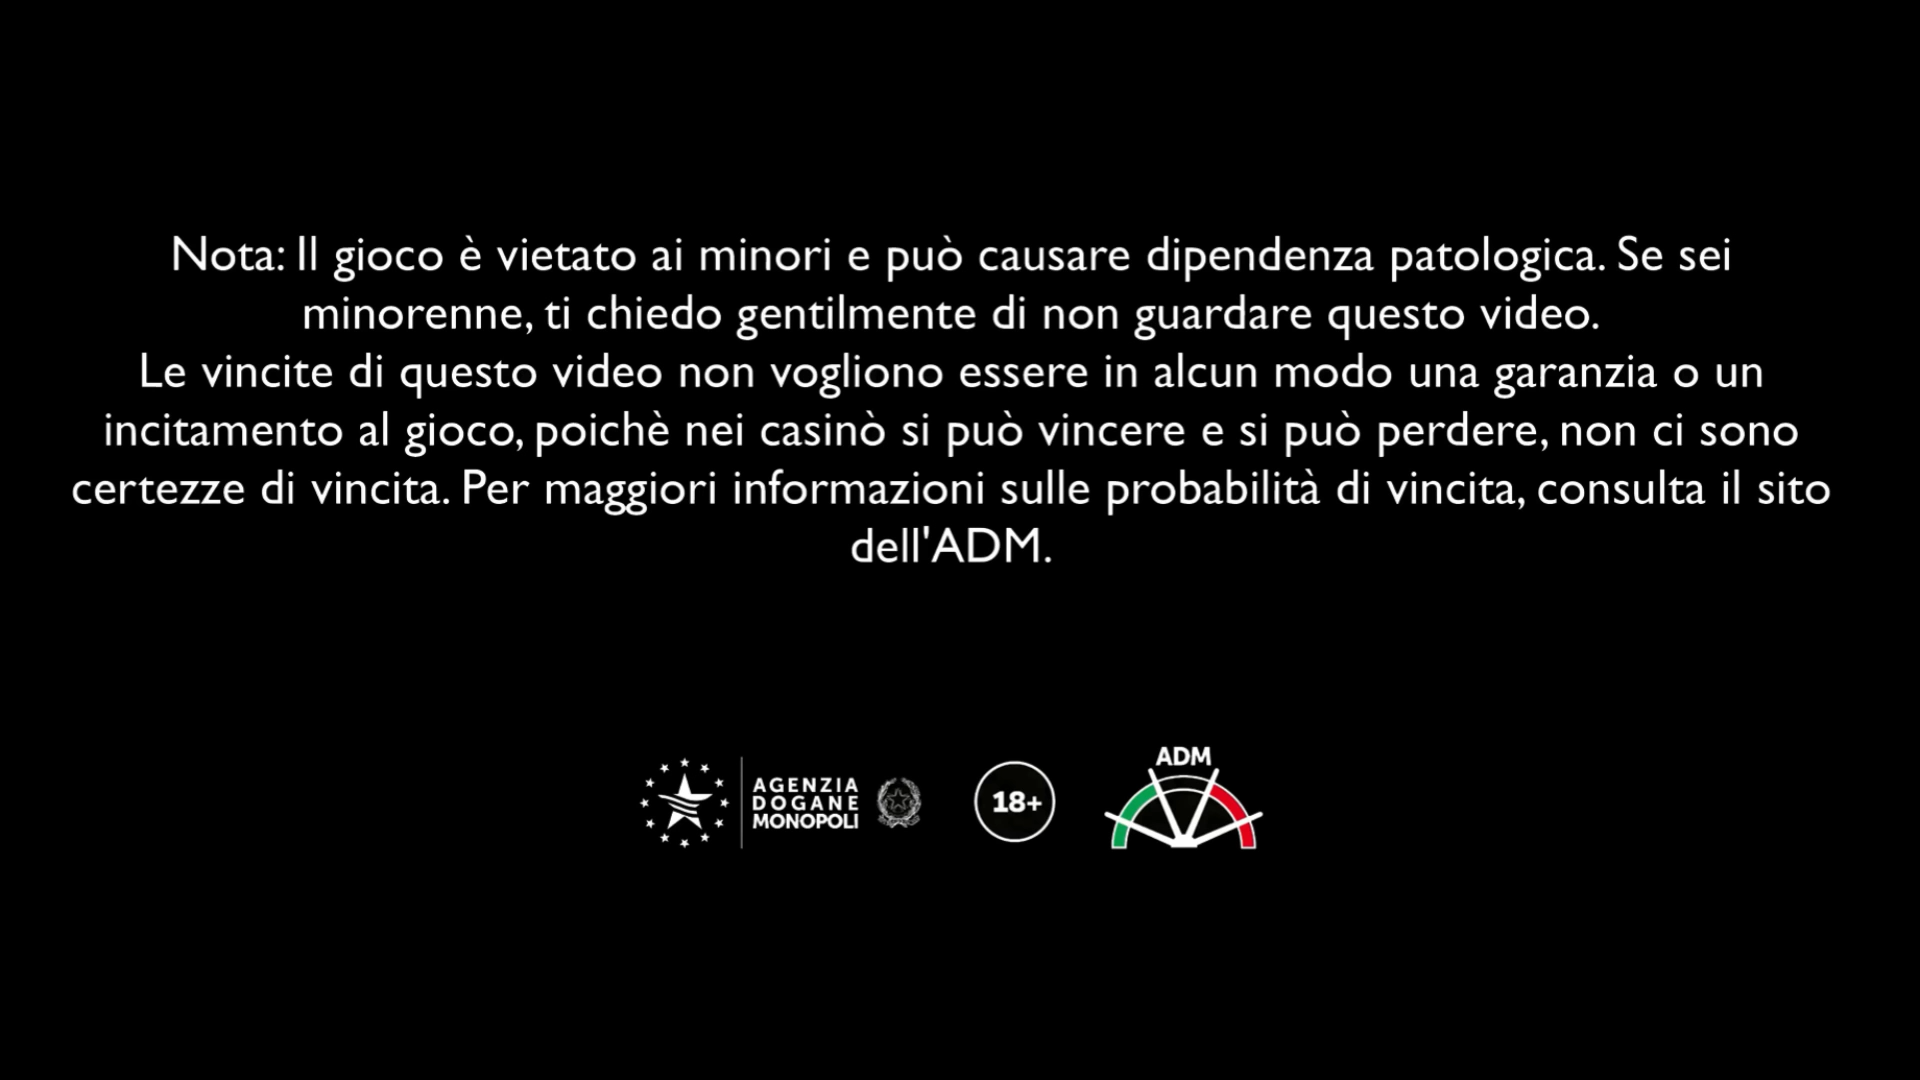 Nota: Il gioco è vietato ai minori e può causare dipendenza patologica. Se sei
minorenne, ti chiedo gentilmente di non guardare questo video.
Le vincite di questo video non vogliono essere in alcun modo una garanzia o un
incitamento al gioco, poichè nei casinò si può vincere e si può perdere, non ci sono
certezze di vincita. Per maggiori informazioni sulle probabilità di vincita, consulta il sito
dell'ADM.
AGENZIA
DOGANE
MONOPOLI
18+
ADM